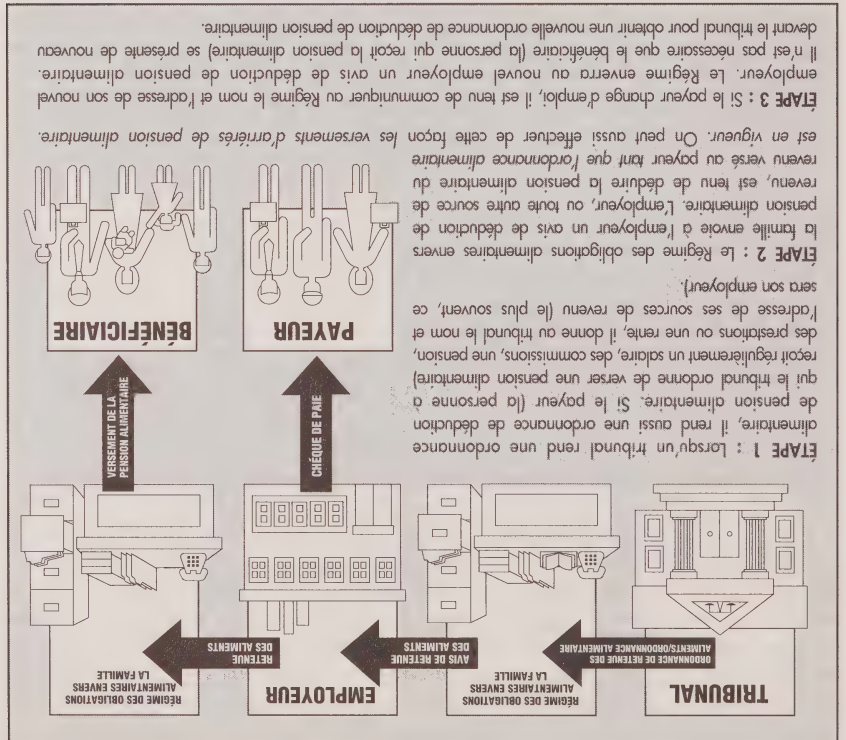 TRIBUNAL
ORDONNANCE DE RETENUE DES
ALIMENTS/ORDONNANCE ALIMENTAIRE
RÉGIME DES OBLIGATIONS
ALIMENTAIRES ENVERS
LA FAMILLE
AVIS DE RETENUE
DES ALIMENTS
EMPLOYEUR
RETENUE
DES ALIMENTS
RÉGIME DES OBLIGATIONS
ALIMENTAIRES ENVERS
LA FAMILLE
CHÉQUE DE PAIE
VERSEMENT DE LA
PENSION ALIMENTAIRE
PAYEUR
BÉNÉFICIAIRE
ÉTAPE 1 : Lorsqu'un tribunal rend une ordonnance
alimentaire, il rend aussi une ordonnance de déduction
de pension alimentaire. Si le payeur (la personne à
qui le tribunal ordonne de verser une pension alimentaire)
reçoit régulièrement un salaire, des commissions, une pension,
des prestations ou une rente, il donne au tribunal le nom et
l'adresse de ses sources de revenu (le plus souvent, ce
sera son employeur).
ÉTAPE 2 : Le Régime des obligations alimentaires envers
la famille envoie à l'employeur un avis de déduction de
pension alimentaire. L'employeur, ou toute autre source de
revenu, est tenu de déduire la pension alimentaire du
revenu versé au payeur tant que l'ordonnance alimentaire
est en vigueur. On peut aussi effectuer de cette façon les versements d'arriérés de pension alimentaire.
ÉTAPE 3 : Si le payeur change d'emploi, il est tenu de communiquer au Régime le nom et l'adresse de son nouvel
employeur. Le Régime enverra au nouvel employeur un avis de déduction de pension alimentaire.
Il n'est pas nécessaire que le bénéficiaire (la personne qui reçoit la pension alimentaire) se présente de nouveau
devant le tribunal pour obtenir une nouvelle ordonnance de déduction de pension alimentaire.